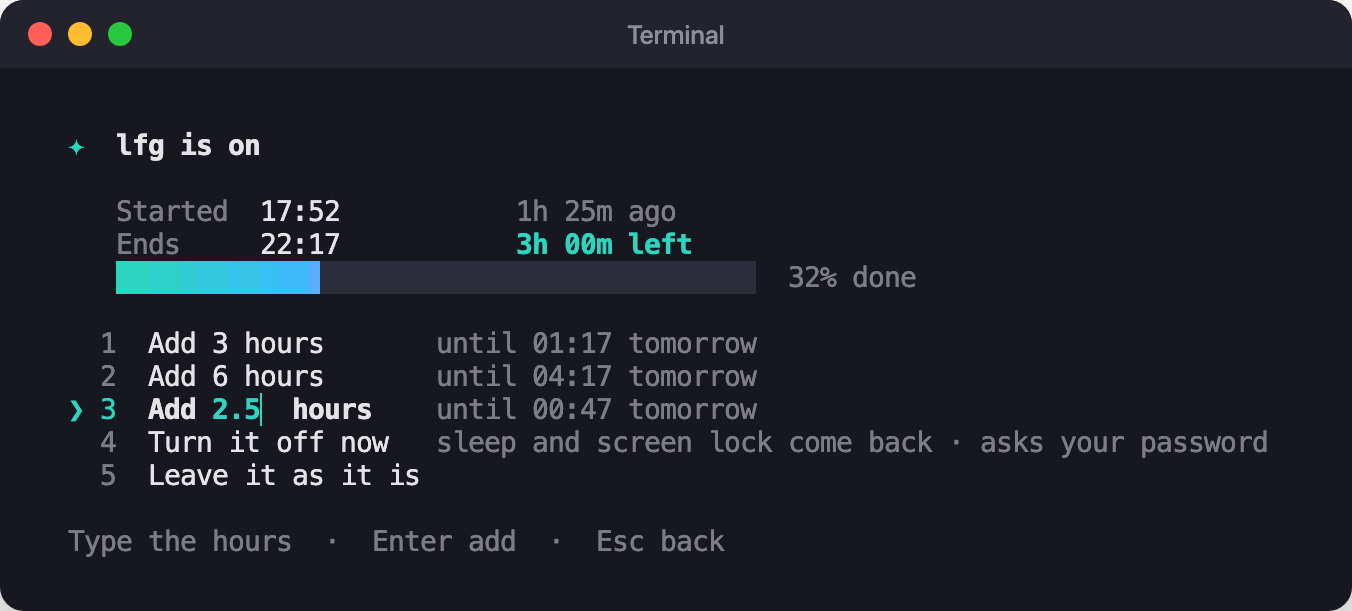 Terminal
✦ lfg is on
Started 17:52 1h 25m ago
Ends 22:17 3h 00m left
32% done
1 Add 3 hours until 01:17 tomorrow
2 Add 6 hours until 04:17 tomorrow
❯ 3 Add 2.5 hours until 00:47 tomorrow
4 Turn it off now sleep and screen lock come back · asks your password
5 Leave it as it is
Type the hours · Enter add · Esc back